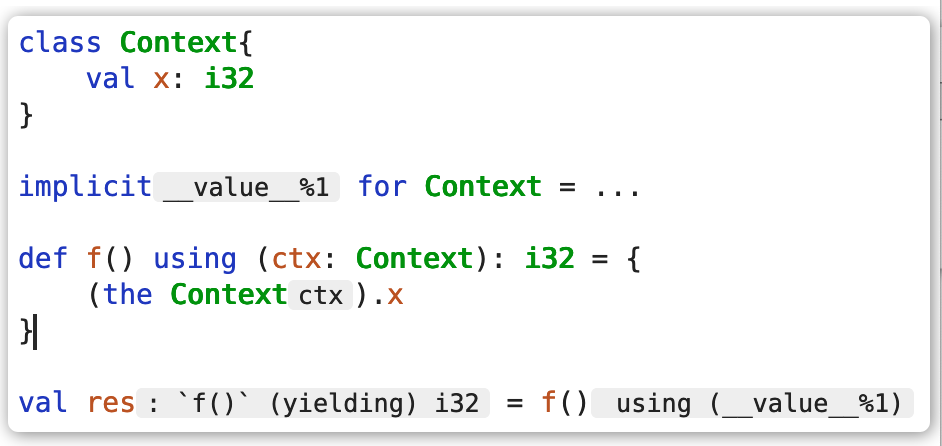 class Context{
    val x: i32
}

implicit __value__%1 for Context = ...

def f() using (ctx: Context): i32 = {
    (the Context ctx ).x
}

val res : `f()` (yielding) i32 = f() using (__value__%1)